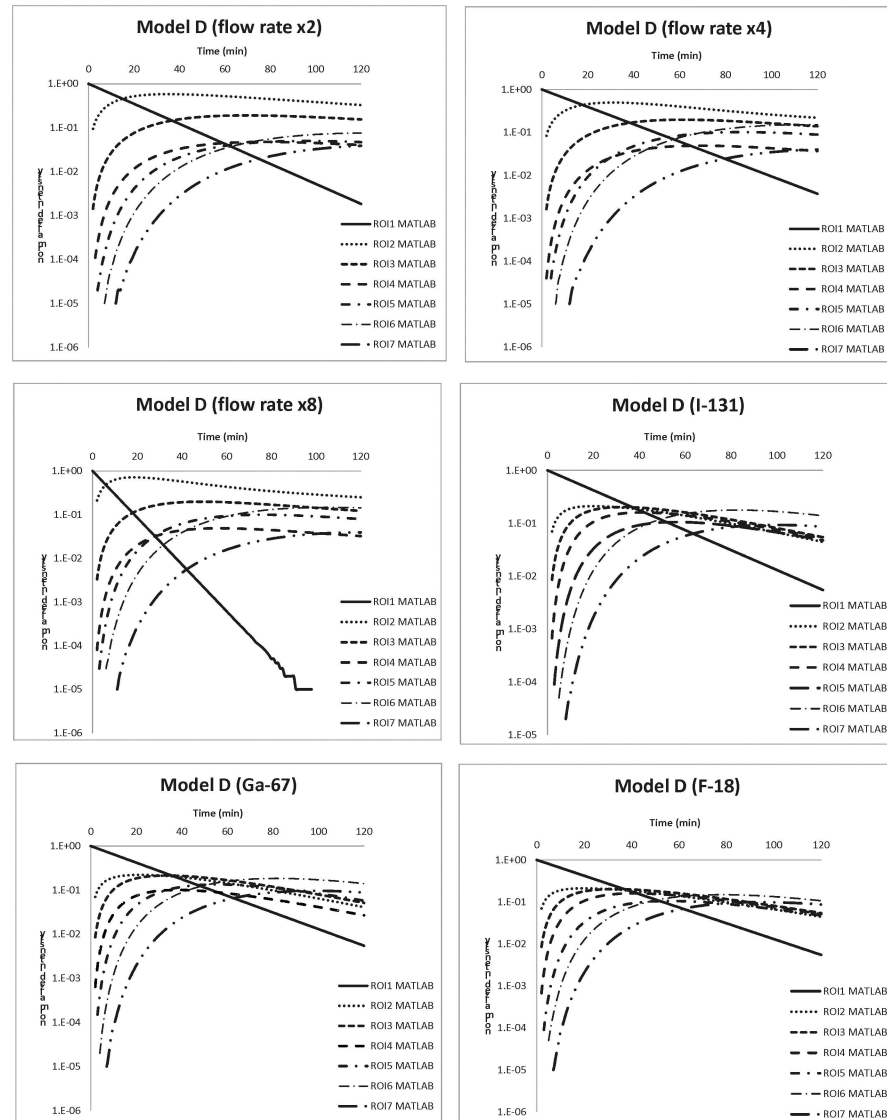 Model D (flow rate x2)
Time (min)
0 20 40 60 80 100 120
1.E+00
1.E-01
1.E-02
1.E-03
1.E-04
1.E-05
1.E-06
ROI1 MATLAB
ROI2 MATLAB
ROI3 MATLAB
ROI4 MATLAB
ROI5 MATLAB
ROI6 MATLAB
ROI7 MATLAB
Model D (flow rate x4)
Time (min)
0 20 40 60 80 100 120
1.E+00
1.E-01
1.E-02
1.E-03
1.E-04
1.E-05
1.E-06
ROI1 MATLAB
ROI2 MATLAB
ROI3 MATLAB
ROI4 MATLAB
ROI5 MATLAB
ROI6 MATLAB
ROI7 MATLAB
Model D (flow rate x8)
Time (min)
0 20 40 60 80 100 120
1.E+00
1.E-01
1.E-02
1.E-03
1.E-04
1.E-05
1.E-06
ROI1 MATLAB
ROI2 MATLAB
ROI3 MATLAB
ROI4 MATLAB
ROI5 MATLAB
ROI6 MATLAB
ROI7 MATLAB
Model D (I-131)
Time (min)
0 20 40 60 80 100 120
1.E+00
1.E-01
1.E-02
1.E-03
1.E-04
1.E-05
ROI1 MATLAB
ROI2 MATLAB
ROI3 MATLAB
ROI4 MATLAB
ROI5 MATLAB
ROI6 MATLAB
ROI7 MATLAB
Model D (Ga-67)
Time (min)
0 20 40 60 80 100 120
1.E+00
1.E-01
1.E-02
1.E-03
1.E-04
1.E-05
1.E-06
ROI1 MATLAB
ROI2 MATLAB
ROI3 MATLAB
ROI4 MATLAB
ROI5 MATLAB
ROI6 MATLAB
ROI7 MATLAB
Model D (F-18)
Time (min)
0 20 40 60 80 100 120
1.E+00
1.E-01
1.E-02
1.E-03
1.E-04
1.E-05
1.E-06
ROI1 MATLAB
ROI2 MATLAB
ROI3 MATLAB
ROI4 MATLAB
ROI5 MATLAB
ROI6 MATLAB
ROI7 MATLAB